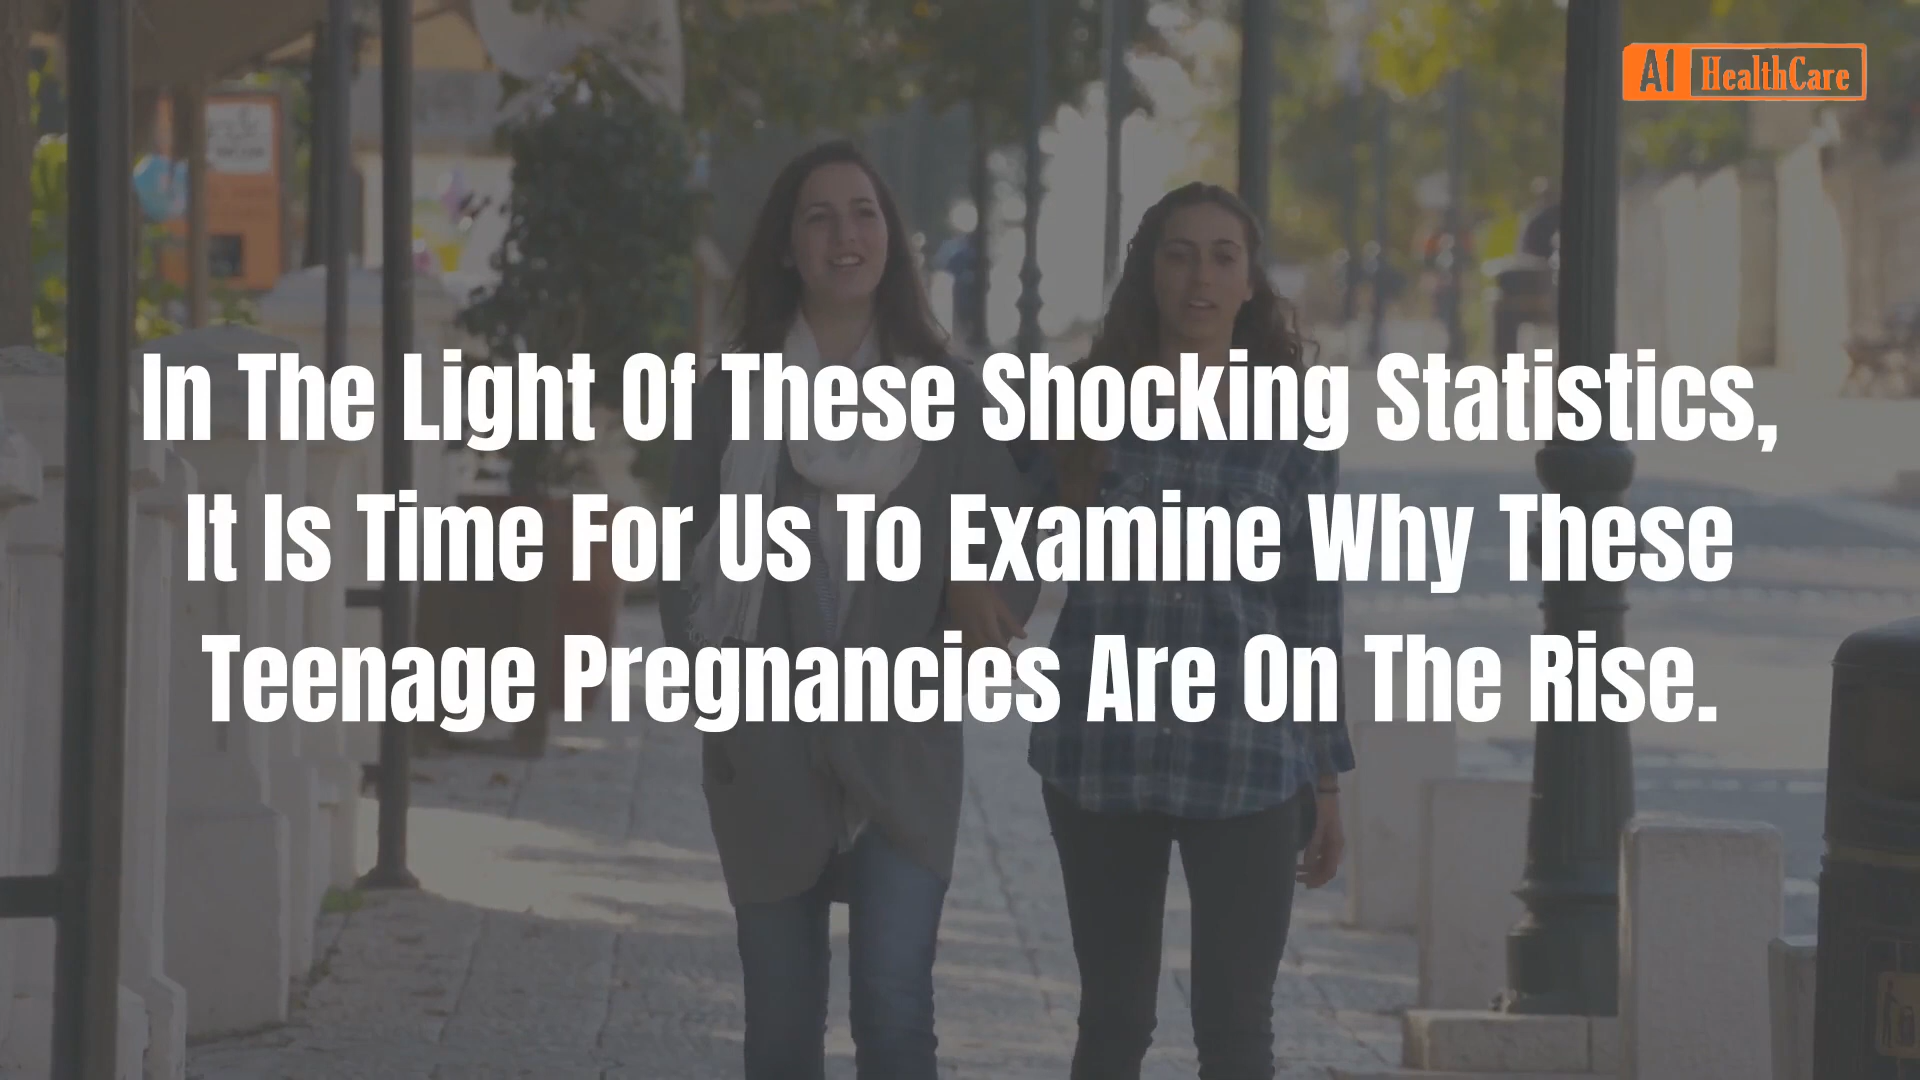 A1 HealthCare
In The Light Of These Shocking Statistics,
It Is Time For Us To Examine Why These
Teenage Pregnancies Are On The Rise.